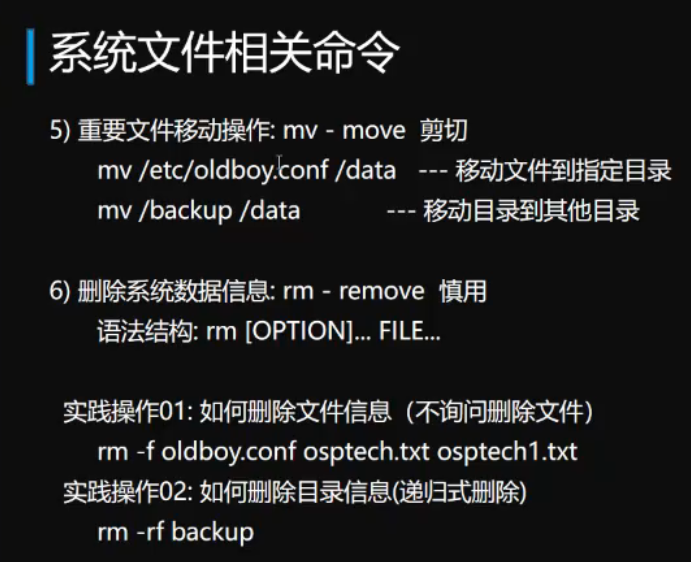 系统文件相关命令
5) 重要文件移动操作: mv - move 剪切
mv /etc/oldboy.conf /data --- 移动文件到指定目录
mv /backup /data --- 移动目录到其他目录
6) 删除系统数据信息: rm - remove 慎用
语法结构: rm [OPTION]... FILE...
实践操作01: 如何删除文件信息（不询问删除文件）
rm -f oldboy.conf osptech.txt osptech1.txt
实践操作02: 如何删除目录信息(递归式删除)
rm -rf backup